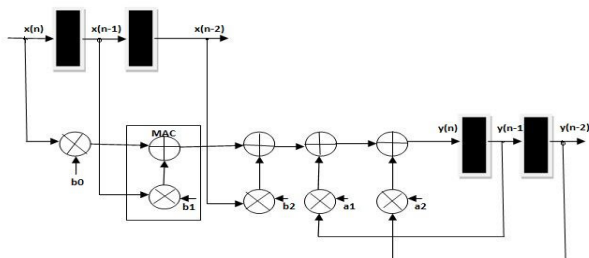 x(n) x(n-1) x(n-2)
MAC
y(n) y(n-1 y(n-2)
b0 b1 b2 a1 a2